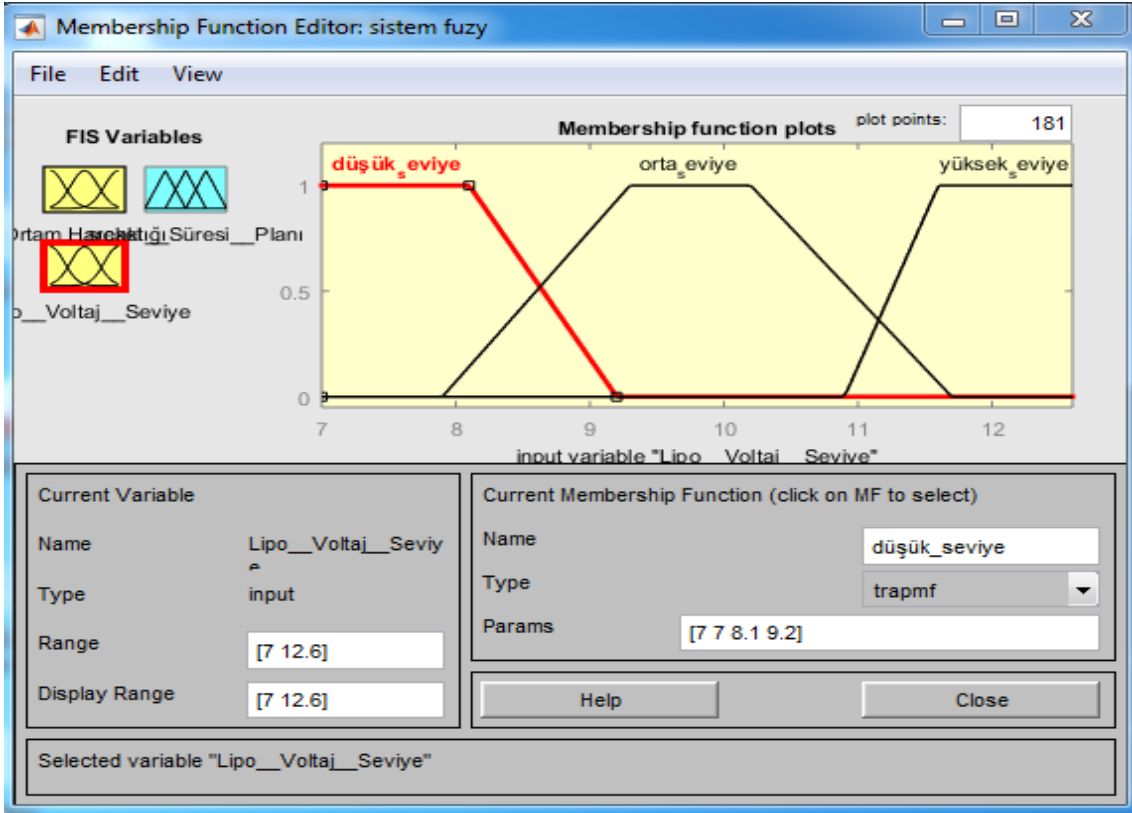 Membership Function Editor: sistem fuzy
File Edit View
FIS Variables
Membership function plots
plot points: 181
düşük_seviye orta_seviye yüksek_seviye
1
0.5
0
7 8 9 10 11 12
input variable "Lipo__Voltaj__Seviye"
Süresi__Planı
__Voltaj__Seviye
Current Variable
Name Lipo__Voltaj__Seviye
Type input
Range [7 12.6]
Display Range [7 12.6]
Current Membership Function (click on MF to select)
Name düşük_seviye
Type trapmf
Params [7 7 8.1 9.2]
Help Close
Selected variable "Lipo__Voltaj__Seviye"